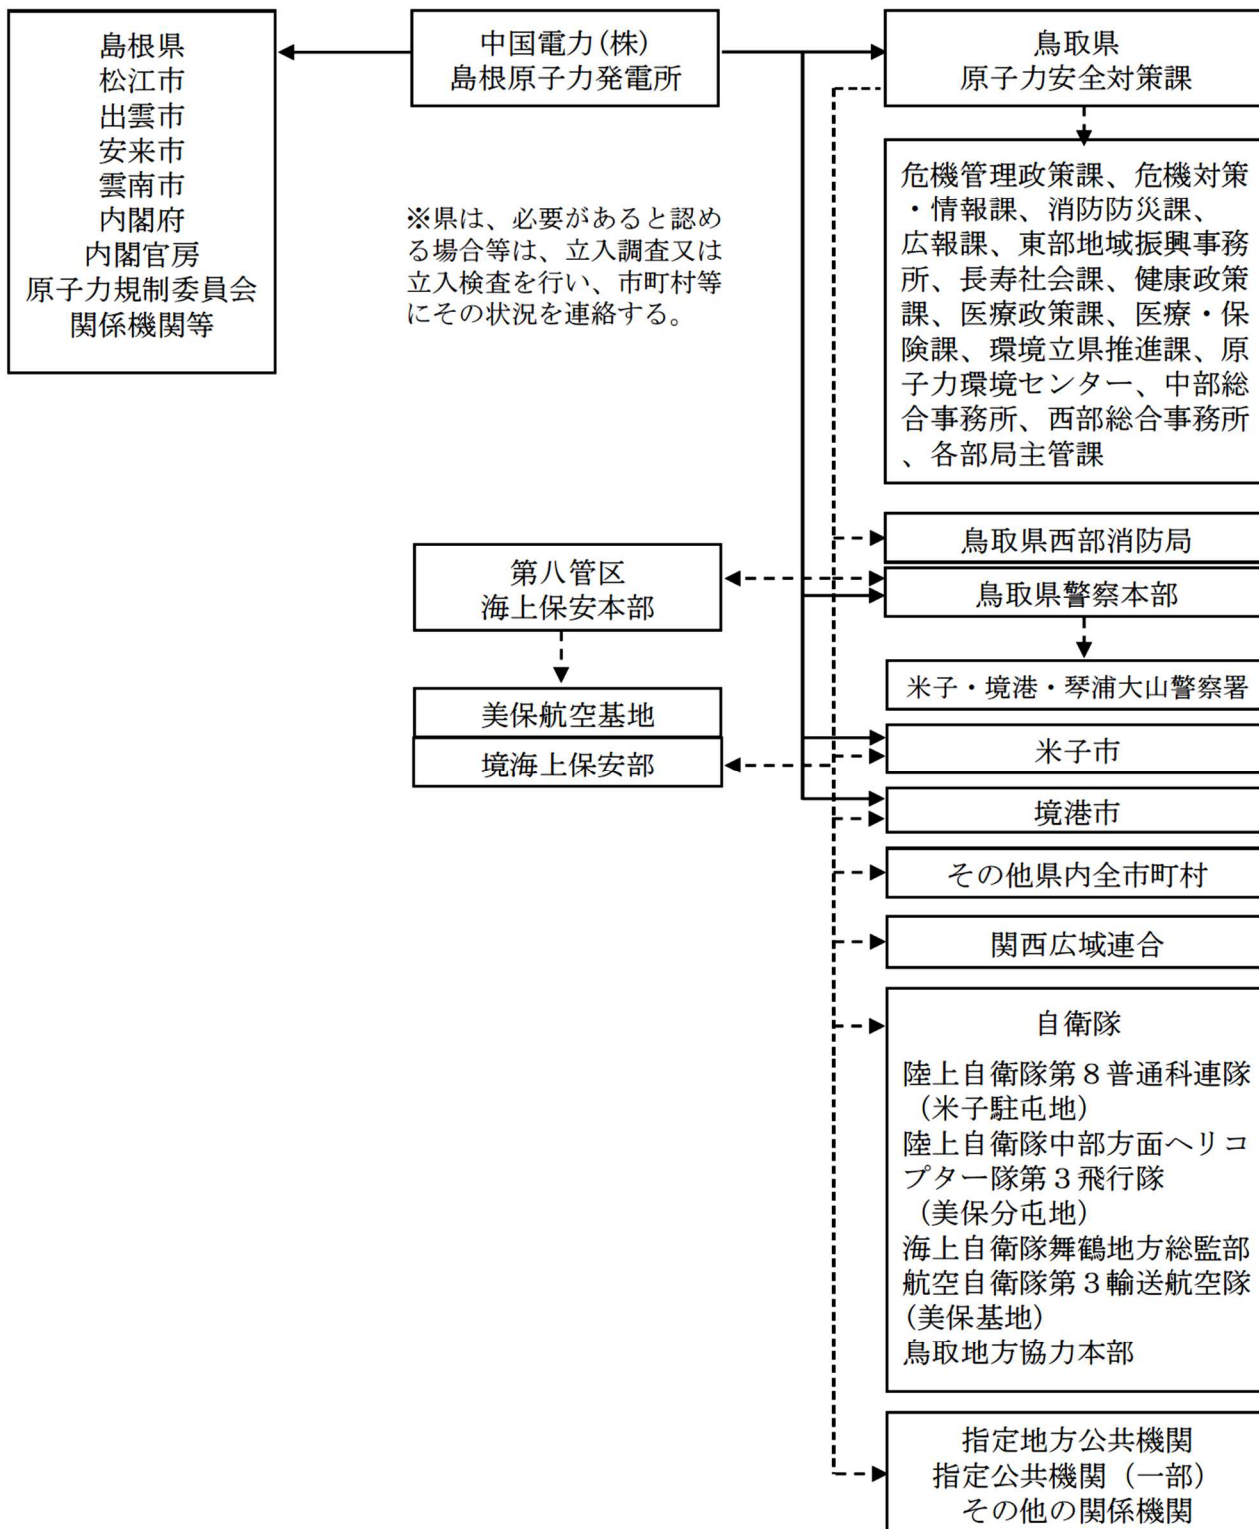 島根県
松江市
出雲市
安来市
雲南市
内閣府
内閣官房
原子力規制委員会
関係機関等
中国電力(株)
島根原子力発電所
鳥取県
原子力安全対策課
※県は、必要があると認め
る場合等は、立入調査又は
立入検査を行い、市町村等
にその状況を連絡する。
危機管理政策課、危機対策
・情報課、消防防災課、
広報課、東部地域振興事務
所、長寿社会課、健康政策
課、医療政策課、医療・保
険課、環境立県推進課、原
子力環境センター、中部総
合事務所、西部総合事務所
、各部局主管課
鳥取県西部消防局
第八管区
海上保安本部
鳥取県警察本部
米子・境港・琴浦大山警察署
美保航空基地
境海上保安部
米子市
境港市
その他県内全市町村
関西広域連合
自衛隊
陸上自衛隊第８普通科連隊
（米子駐屯地）
陸上自衛隊中部方面ヘリコ
プター隊第３飛行隊
（美保分屯地）
海上自衛隊舞鶴地方総監部
航空自衛隊第３輸送航空隊
(美保基地)
鳥取地方協力本部
指定地方公共機関
指定公共機関（一部）
その他の関係機関